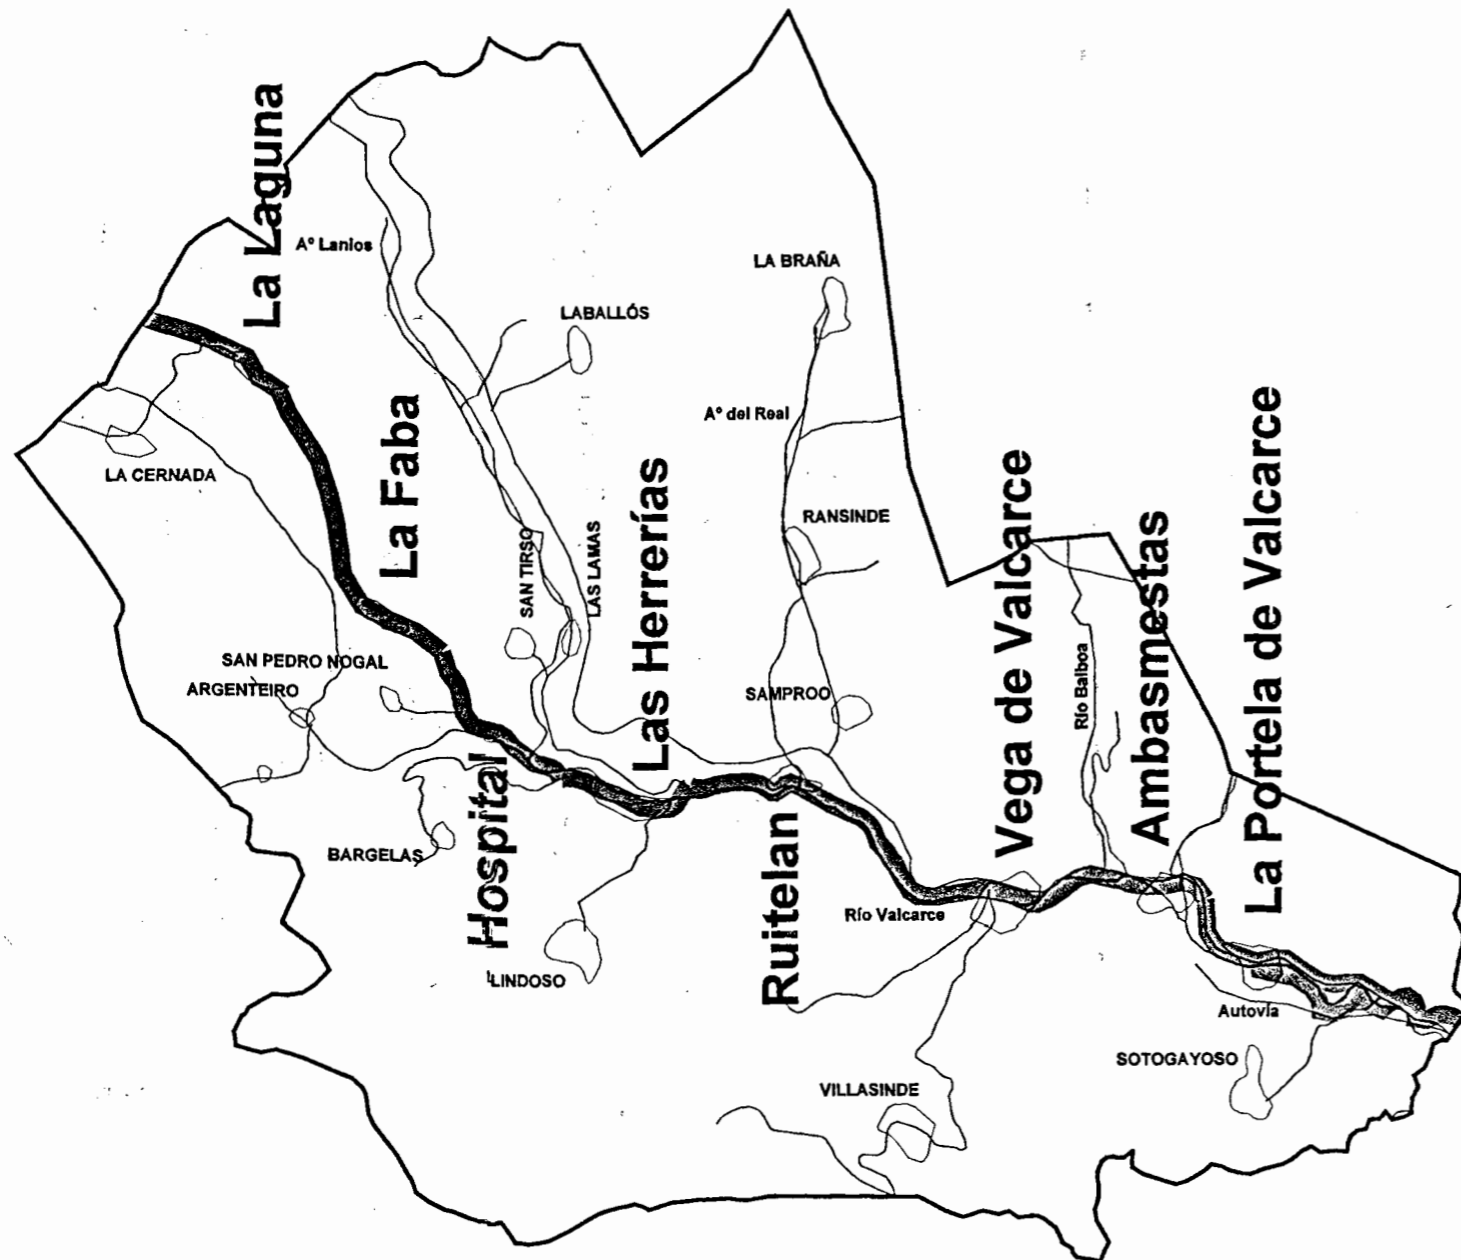 La Laguna
Aº Lanios
LA BRAÑA
LABALLÓS
Aº del Real
LA CERNADA
La Faba
SAN TIRSO
LAS LAMAS
Las Herrerías
RANSINDE
Vega de Valcarce
Ambasmestas
La Portela de Valcarce
SAN PEDRO NOGAL
ARGENTEIRO
SAMPROO
Río Balboa
BARGELAS
Hospital
Ruitelan
Río Valcarce
LINDOSO
Autovía
SOTOGAYOSO
VILLASINDE